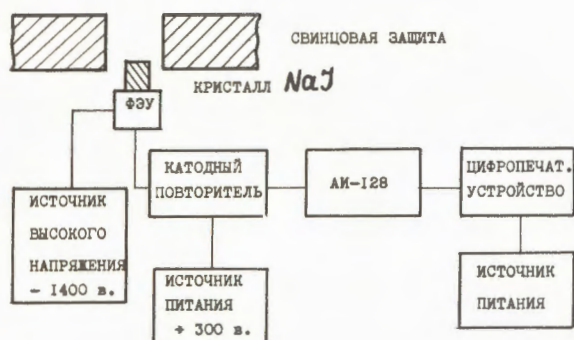 СВИНЦОВАЯ ЗАЩИТА
КРИСТАЛЛ NaJ
ФЭУ
КАТОДНЫЙ
ПОВТОРИТЕЛЬ
АИ-128
ЦИФРОПЕЧАТ.
УСТРОЙСТВО
ИСТОЧНИК
ВЫСОКОГО
НАПРЯЖЕНИЯ
- 1400 в.
ИСТОЧНИК
ПИТАНИЯ
+ 300 в.
ИСТОЧНИК
ПИТАНИЯ